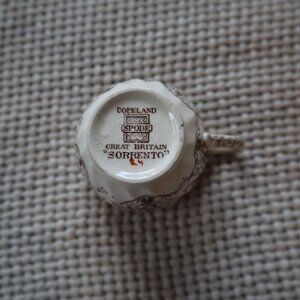 COPELAND
SPODE
GREAT BRITAIN
"SORRENTO"